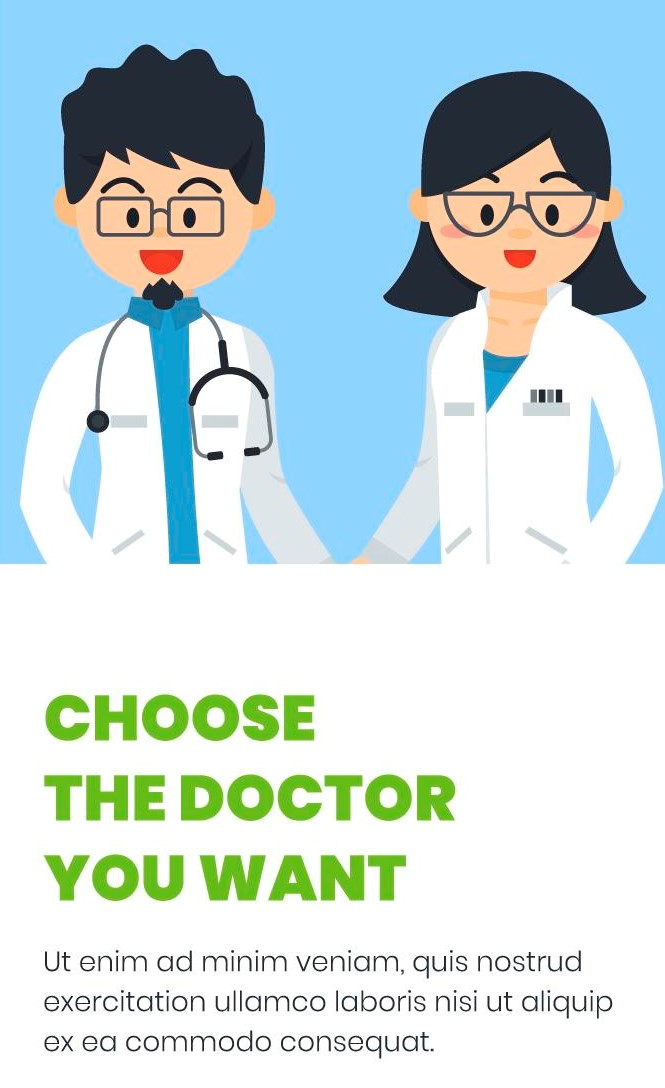 CHOOSE
THE DOCTOR
YOU WANT
Ut enim ad minim veniam, quis nostrud
exercitation ullamco laboris nisi ut aliquip
ex ea commodo consequat.